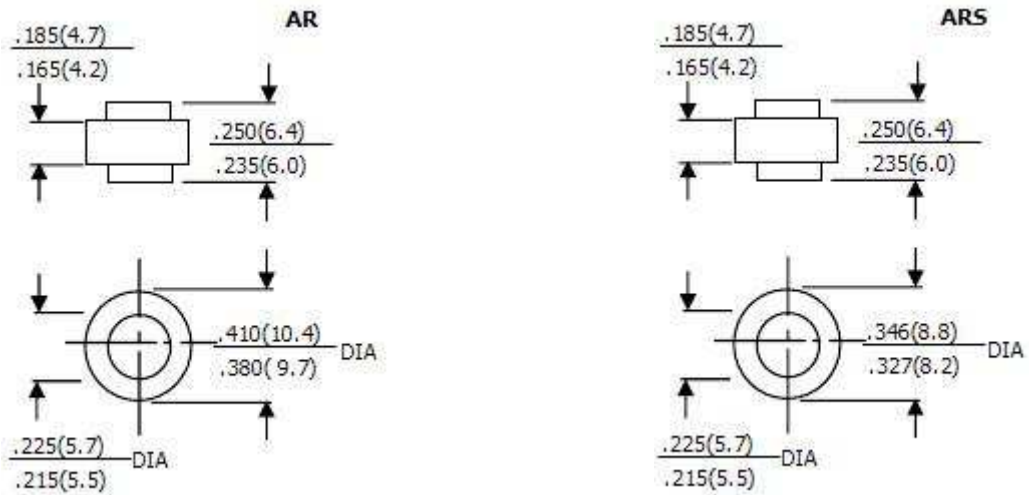 AR
.185(4.7)
.165(4.2)
.250(6.4)
.235(6.0)
.410(10.4)
DIA
.380( 9.7)
.225(5.7)
DIA
.215(5.5)
ARS
.185(4.7)
.165(4.2)
.250(6.4)
.235(6.0)
.346(8.8)
DIA
.327(8.2)
.225(5.7)
DIA
.215(5.5)